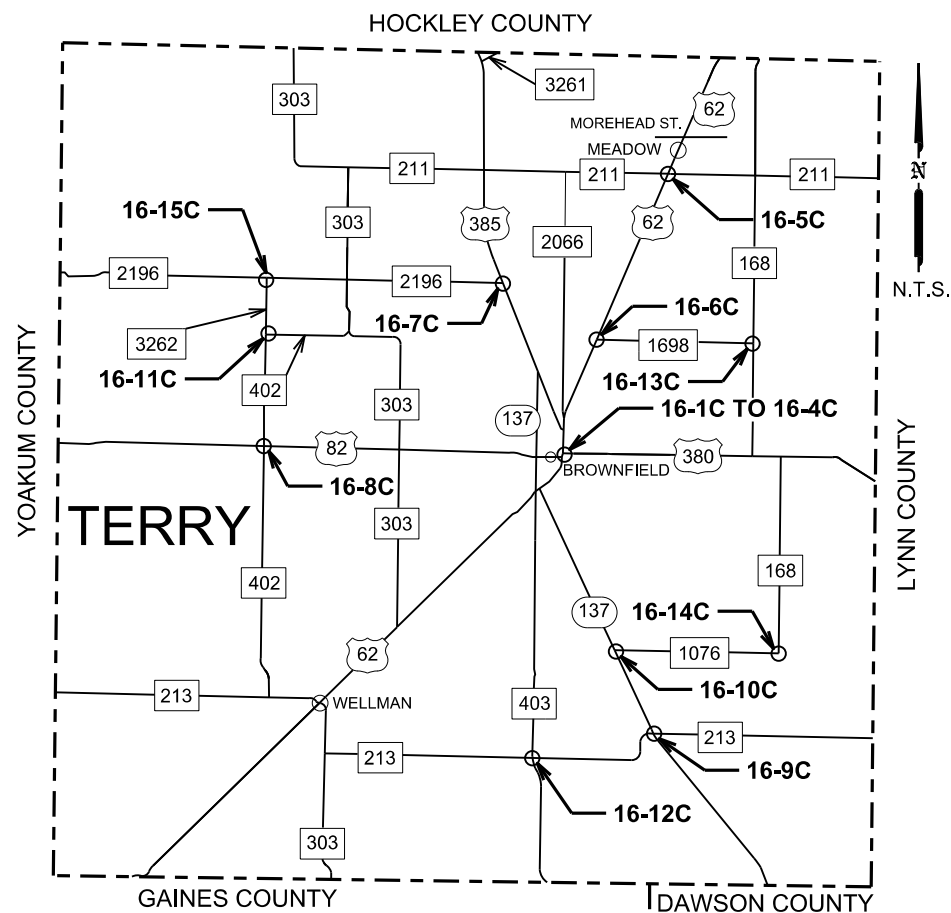 HOCKLEY COUNTY
303
3261
62
MOREHEAD ST.
MEADOW
211
211
211
16-15C
303
385
2066
62
16-5C
168
N
N.T.S.
2196
2196
16-6C
16-7C
3262
1698
16-11C
16-13C
402
303
137
16-1C TO 16-4C
82
BROWNFIELD
380
16-8C
YOAKUM COUNTY
TERRY
303
LYNN COUNTY
402
168
137
16-14C
62
1076
16-10C
213
WELLMAN
403
213
213
16-9C
16-12C
303
GAINES COUNTY
DAWSON COUNTY